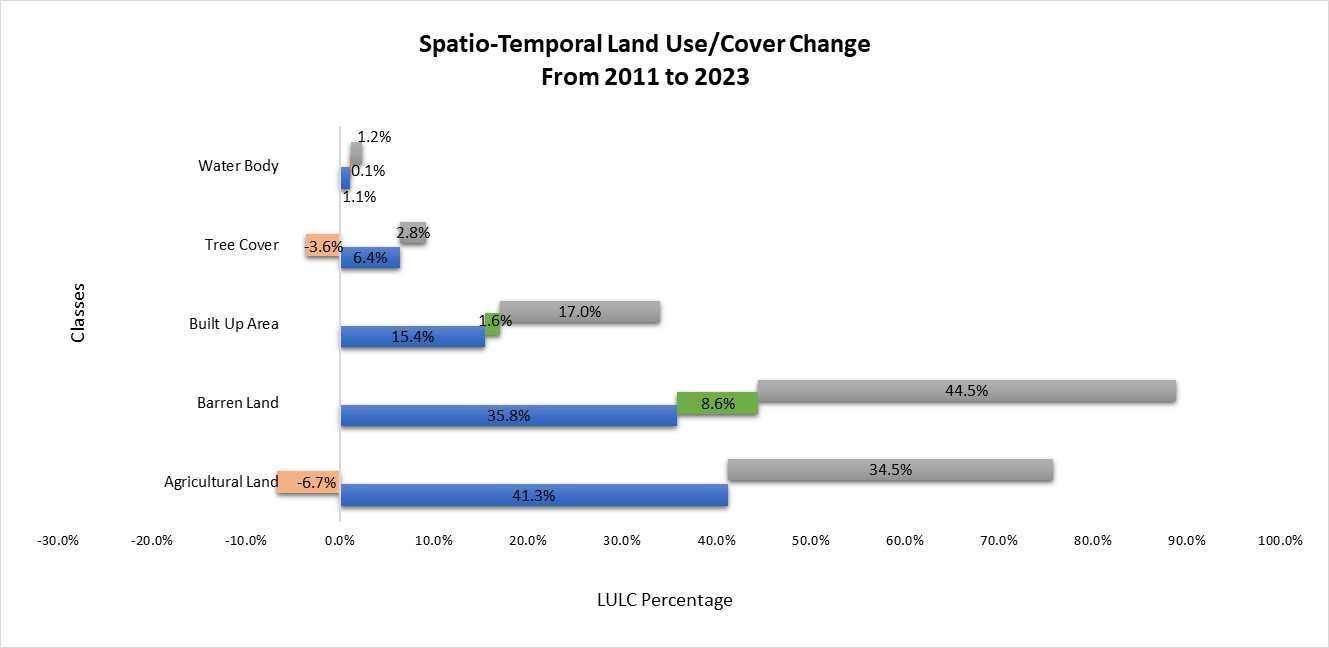 Spatio-Temporal Land Use/Cover Change
From 2011 to 2023
1.2%
Water Body
0.1%
1.1%
2.8%
Tree Cover
-3.6%
6.4%
17.0%
Built Up Area
1.6%
15.4%
44.5%
Barren Land
8.6%
35.8%
34.5%
Agricultural Land
-6.7%
41.3%
Classes
-30.0% -20.0% -10.0% 0.0% 10.0% 20.0% 30.0% 40.0% 50.0% 60.0% 70.0% 80.0% 90.0% 100.0%
LULC Percentage